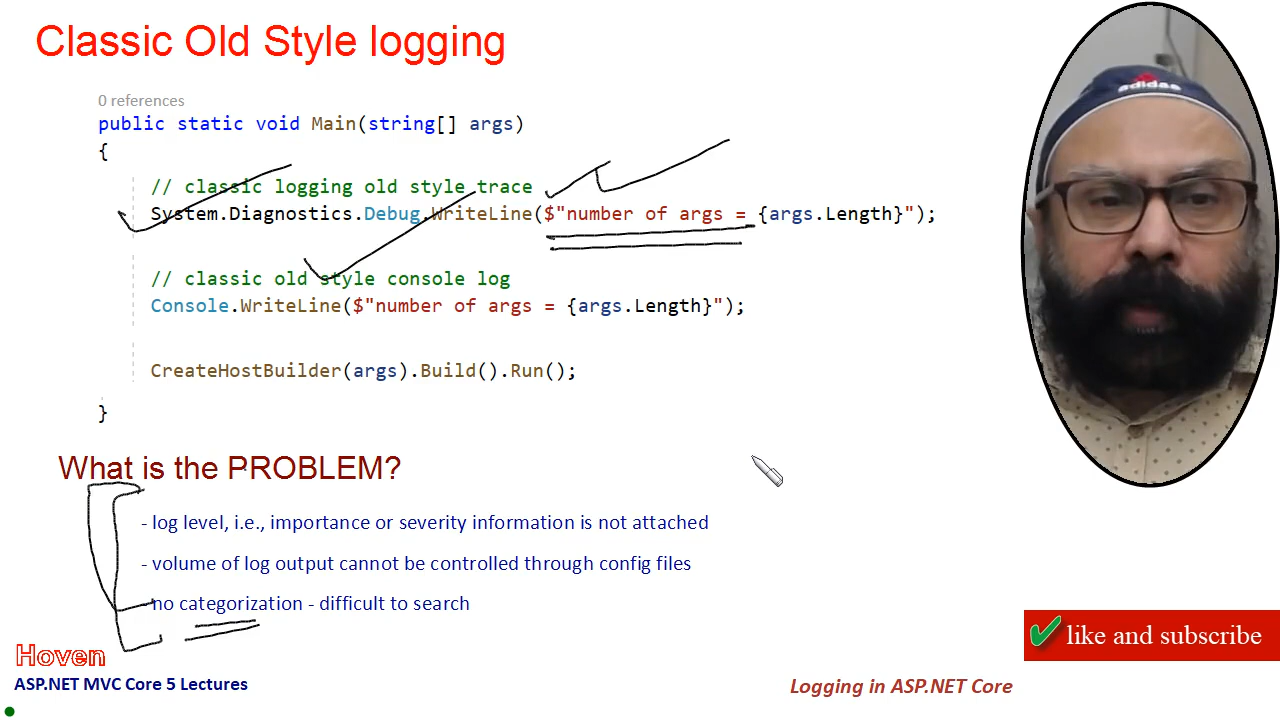 Classic Old Style logging
adidas
0 references
public static void Main(string[] args)
{
// classic logging old style trace
System.Diagnostics.Debug.WriteLine($"number of args = {args.Length}");
// classic old style console log
Console.WriteLine($"number of args = {args.Length}");
CreateHostBuilder(args).Build().Run();
}
What is the PROBLEM?
- log level, i.e., importance or severity information is not attached
- volume of log output cannot be controlled through config files
- no categorization - difficult to search
like and subscribe
Hoven
ASP.NET MVC Core 5 Lectures
Logging in ASP.NET Core